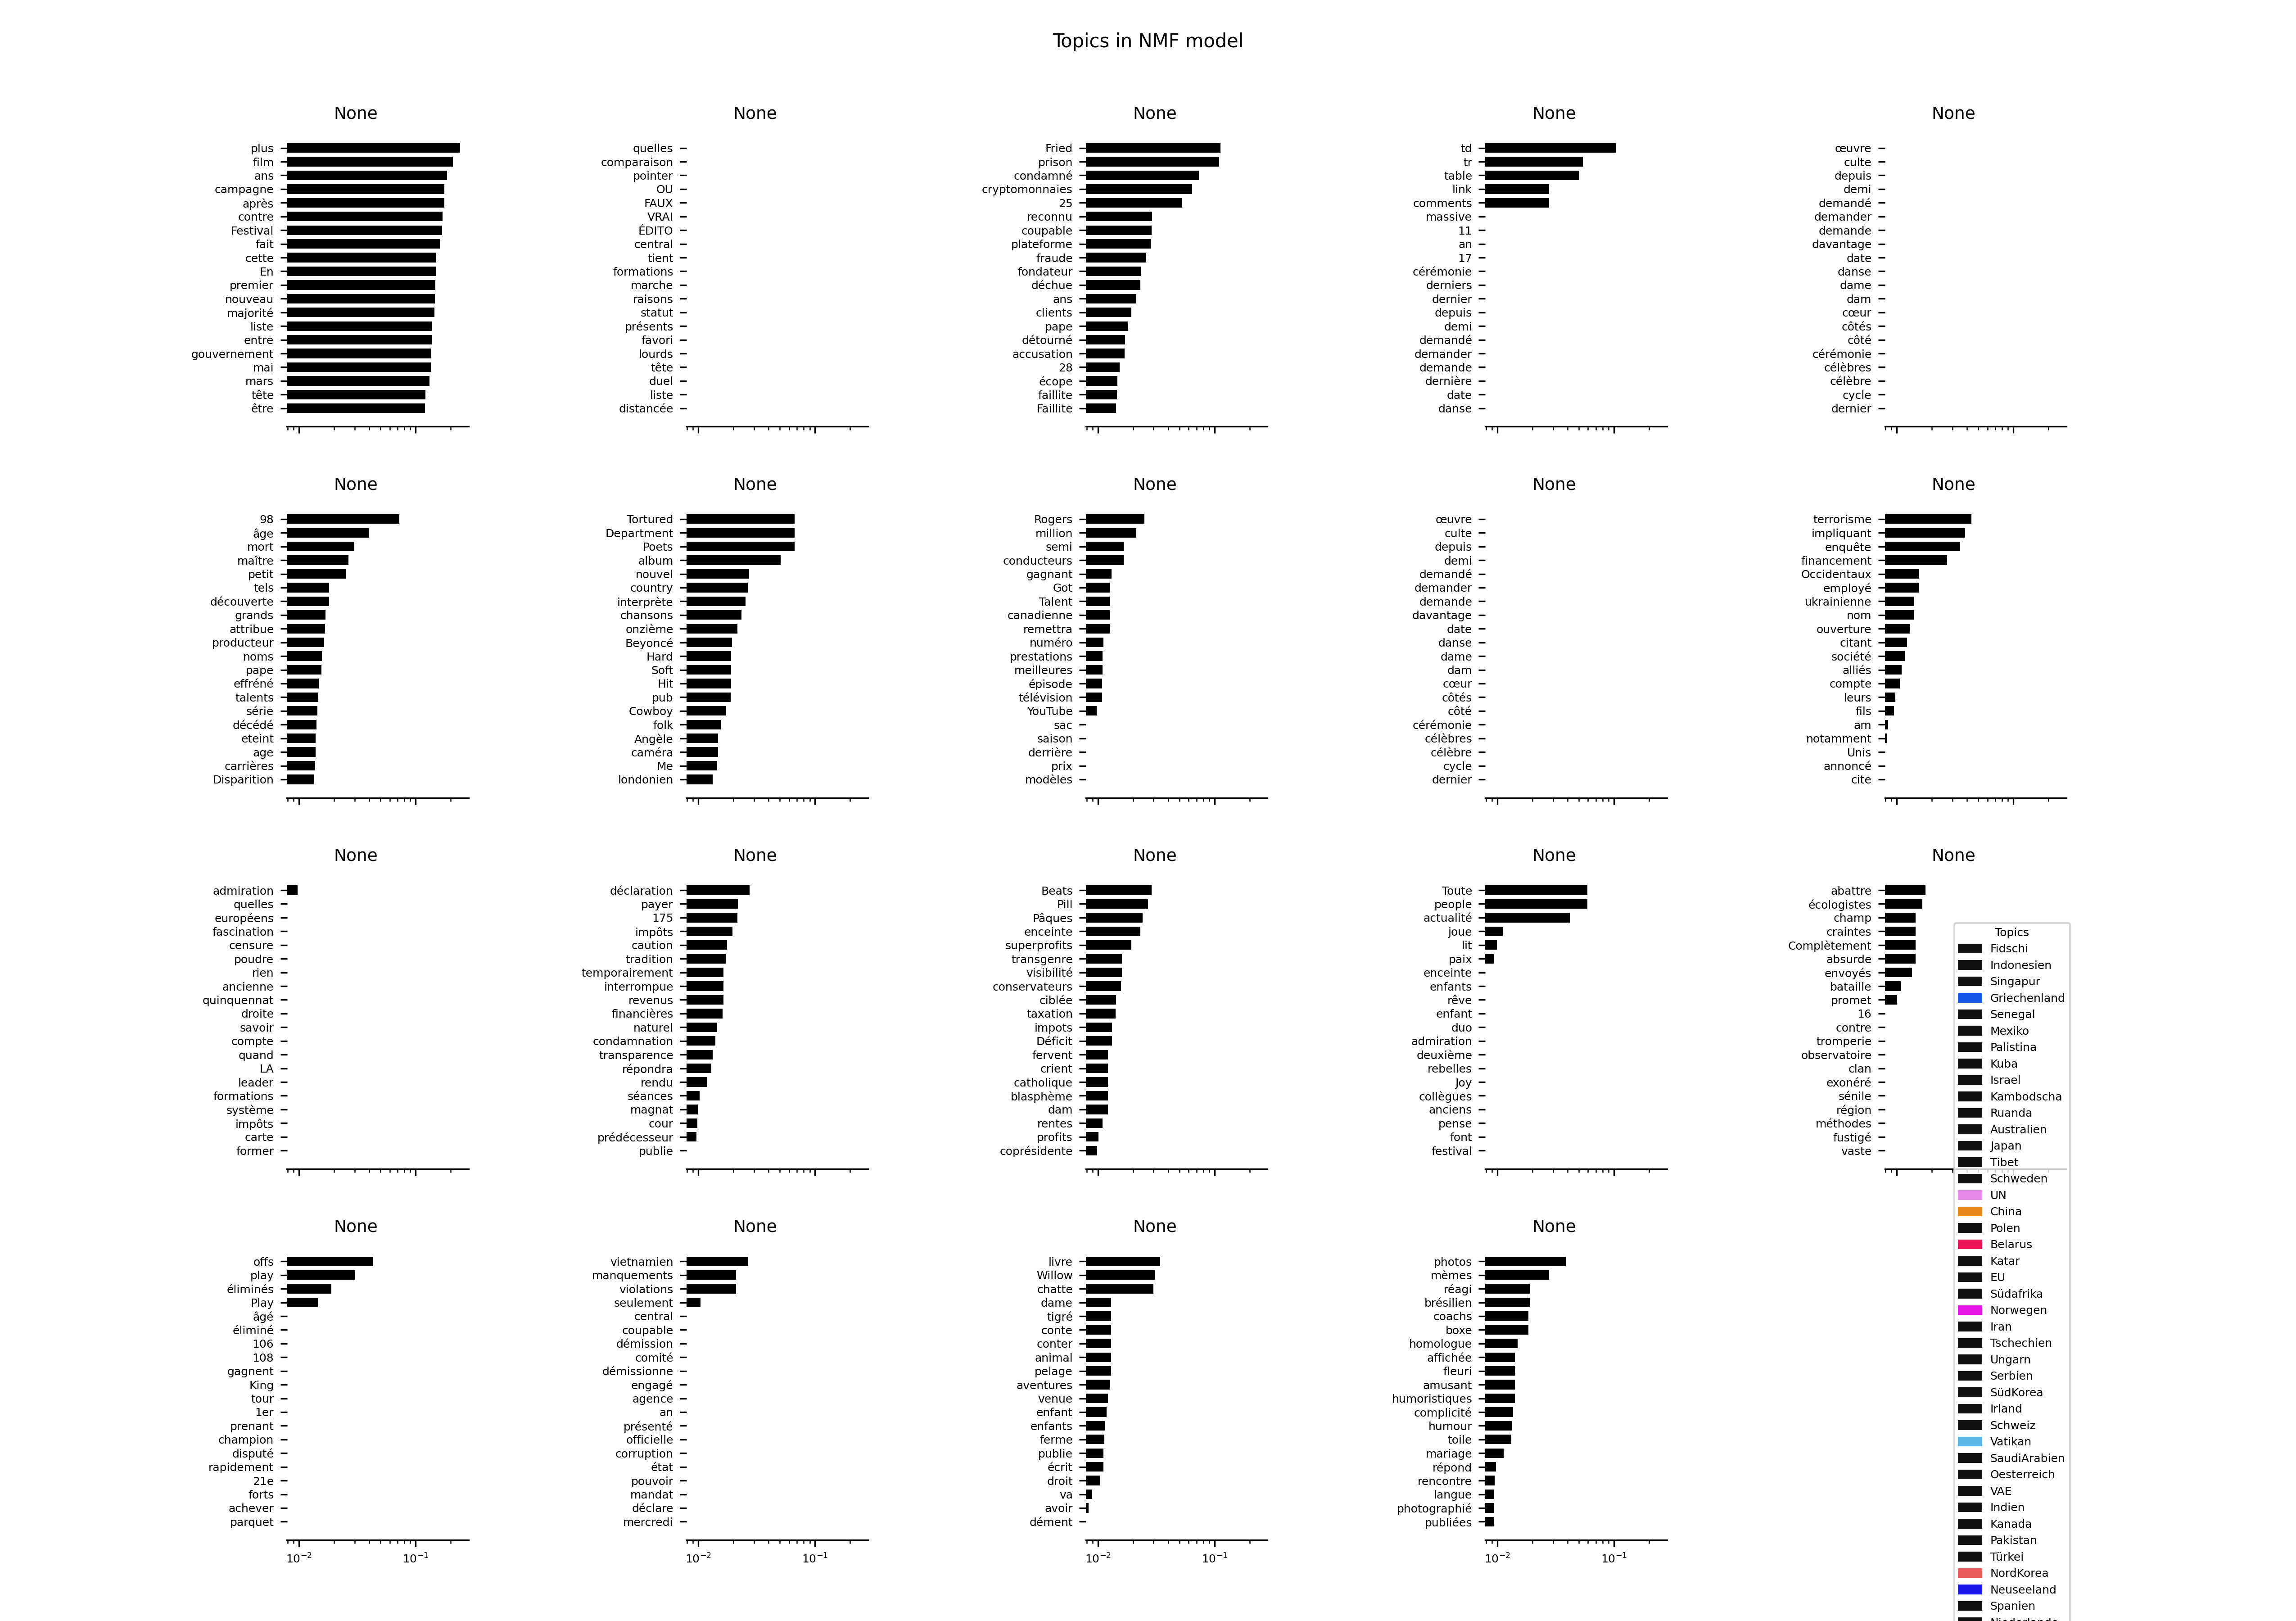 Topics in NMF model
None
plus
film
ans
campagne
après
contre
Festival
fait
cette
En
premier
nouveau
majorité
liste
entre
gouvernement
mai
mars
tête
être
None
quelles
comparaison
pointer
OU
FAUX
VRAI
ÉDITO
central
tient
formations
marche
raisons
statut
présents
favori
lourds
tête
duel
liste
distancée
None
Fried
prison
condamné
cryptomonnaies
25
reconnu
coupable
plateforme
fraude
fondateur
déchue
ans
clients
pape
détourné
accusation
28
écope
faillite
Faillite
None
td
tr
table
link
comments
massive
11
an
17
cérémonie
derniers
dernier
depuis
demi
demandé
demander
demande
dernière
date
danse
None
œuvre
culte
depuis
demi
demandé
demander
demande
davantage
date
danse
dame
dam
cœur
côtés
côté
cérémonie
célèbres
célèbre
cycle
dernier
None
98
âge
mort
maître
petit
tels
découverte
grands
attribue
producteur
noms
pape
effréné
talents
série
décédé
eteint
age
carrières
Disparition
None
Tortured
Department
Poets
album
nouvel
country
interprète
chansons
onzième
Beyoncé
Hard
Soft
Hit
pub
Cowboy
folk
Angèle
caméra
Me
londonien
None
Rogers
million
semi
conducteurs
gagnant
Got
Talent
canadienne
remettra
numéro
prestations
meilleures
épisode
télévision
YouTube
sac
saison
derrière
prix
modèles
None
œuvre
culte
depuis
demi
demandé
demander
demande
davantage
date
danse
dame
dam
cœur
côtés
côté
cérémonie
célèbres
célèbre
cycle
dernier
None
terrorisme
impliquant
enquête
financement
Occidentaux
employé
ukrainienne
nom
ouverture
citant
société
alliés
compte
leurs
fils
am
notamment
Unis
annoncé
cite
None
admiration
quelles
européens
fascination
censure
poudre
rien
ancienne
quinquennat
droite
savoir
compte
quand
LA
leader
formations
système
impôts
carte
former
None
déclaration
payer
175
impôts
caution
tradition
temporairement
interrompue
revenus
financières
naturel
condamnation
transparence
répondra
rendu
séances
magnat
cour
prédécesseur
publie
None
Beats
Pill
Pâques
enceinte
superprofits
transgenre
visibilité
conservateurs
ciblée
taxation
impots
Déficit
fervent
crient
catholique
blasphème
dam
rentes
profits
coprésidente
None
Toute
people
actualité
joue
lit
paix
enceinte
enfants
rêve
enfant
duo
admiration
deuxième
rebelles
Joy
collègues
anciens
pense
font
festival
None
abattre
écologistes
champ
craintes
Complètement
absurde
envoyés
bataille
promet
16
contre
tromperie
observatoire
clan
exonéré
sénile
région
méthodes
fustigé
vaste
None
offs
play
éliminés
Play
âgé
éliminé
106
108
gagnent
King
tour
1er
prenant
champion
disputé
rapidement
21e
forts
achever
parquet
10⁻² 10⁻¹
None
vietnamien
manquements
violations
seulement
central
coupable
démission
comité
démissionne
engagé
agence
an
présenté
officielle
corruption
état
pouvoir
mandat
déclare
mercredi
10⁻² 10⁻¹
None
livre
Willow
chatte
dame
tigré
conte
conter
animal
pelage
aventures
venue
enfant
enfants
ferme
publie
écrit
droit
va
avoir
dément
10⁻² 10⁻¹
None
photos
mèmes
réagi
brésilien
coachs
boxe
homologue
affichée
fleuri
amusant
humoristiques
complicité
humour
toile
mariage
répond
rencontre
langue
photographié
publiées
10⁻² 10⁻¹
Topics
Fidschi
Indonesien
Singapur
Griechenland
Senegal
Mexiko
Palistina
Kuba
Israel
Kambodscha
Ruanda
Australien
Japan
Tibet
Schweden
UN
China
Polen
Belarus
Katar
EU
Südafrika
Norwegen
Iran
Tschechien
Ungarn
Serbien
SüdKorea
Irland
Schweiz
Vatikan
SaudiArabien
Oesterreich
VAE
Indien
Kanada
Pakistan
Türkei
NordKorea
Neuseeland
Spanien